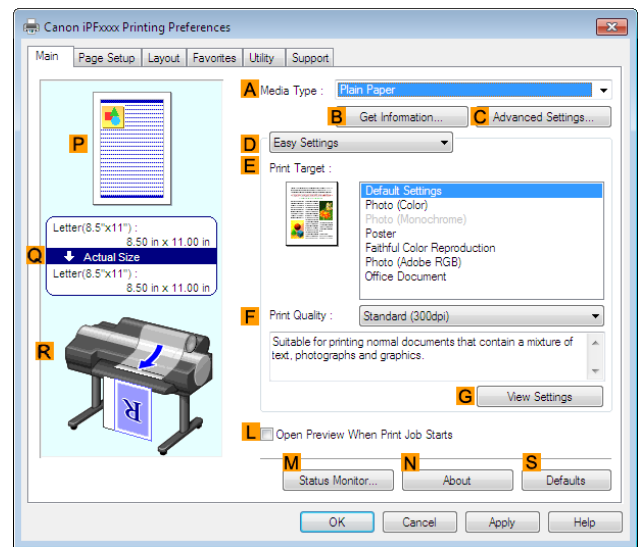 Canon iPFxxxx Printing Preferences
Main Page Setup Layout Favorites Utility Support
A Media Type : Plain Paper
B Get Information... C Advanced Settings...
D Easy Settings
E Print Target :
Default Settings
Photo (Color)
Photo (Monochrome)
Poster
Faithful Color Reproduction
Photo (Adobe RGB)
Office Document
F Print Quality : Standard (300dpi)
Suitable for printing normal documents that contain a mixture of
text, photographs and graphics.
G View Settings
L Open Preview When Print Job Starts
M Status Monitor... N About S Defaults
P
Letter(8.5"x11") :
8.50 in x 11.00 in
Q Actual Size
Letter(8.5"x11") :
8.50 in x 11.00 in
R
R
OK Cancel Apply Help